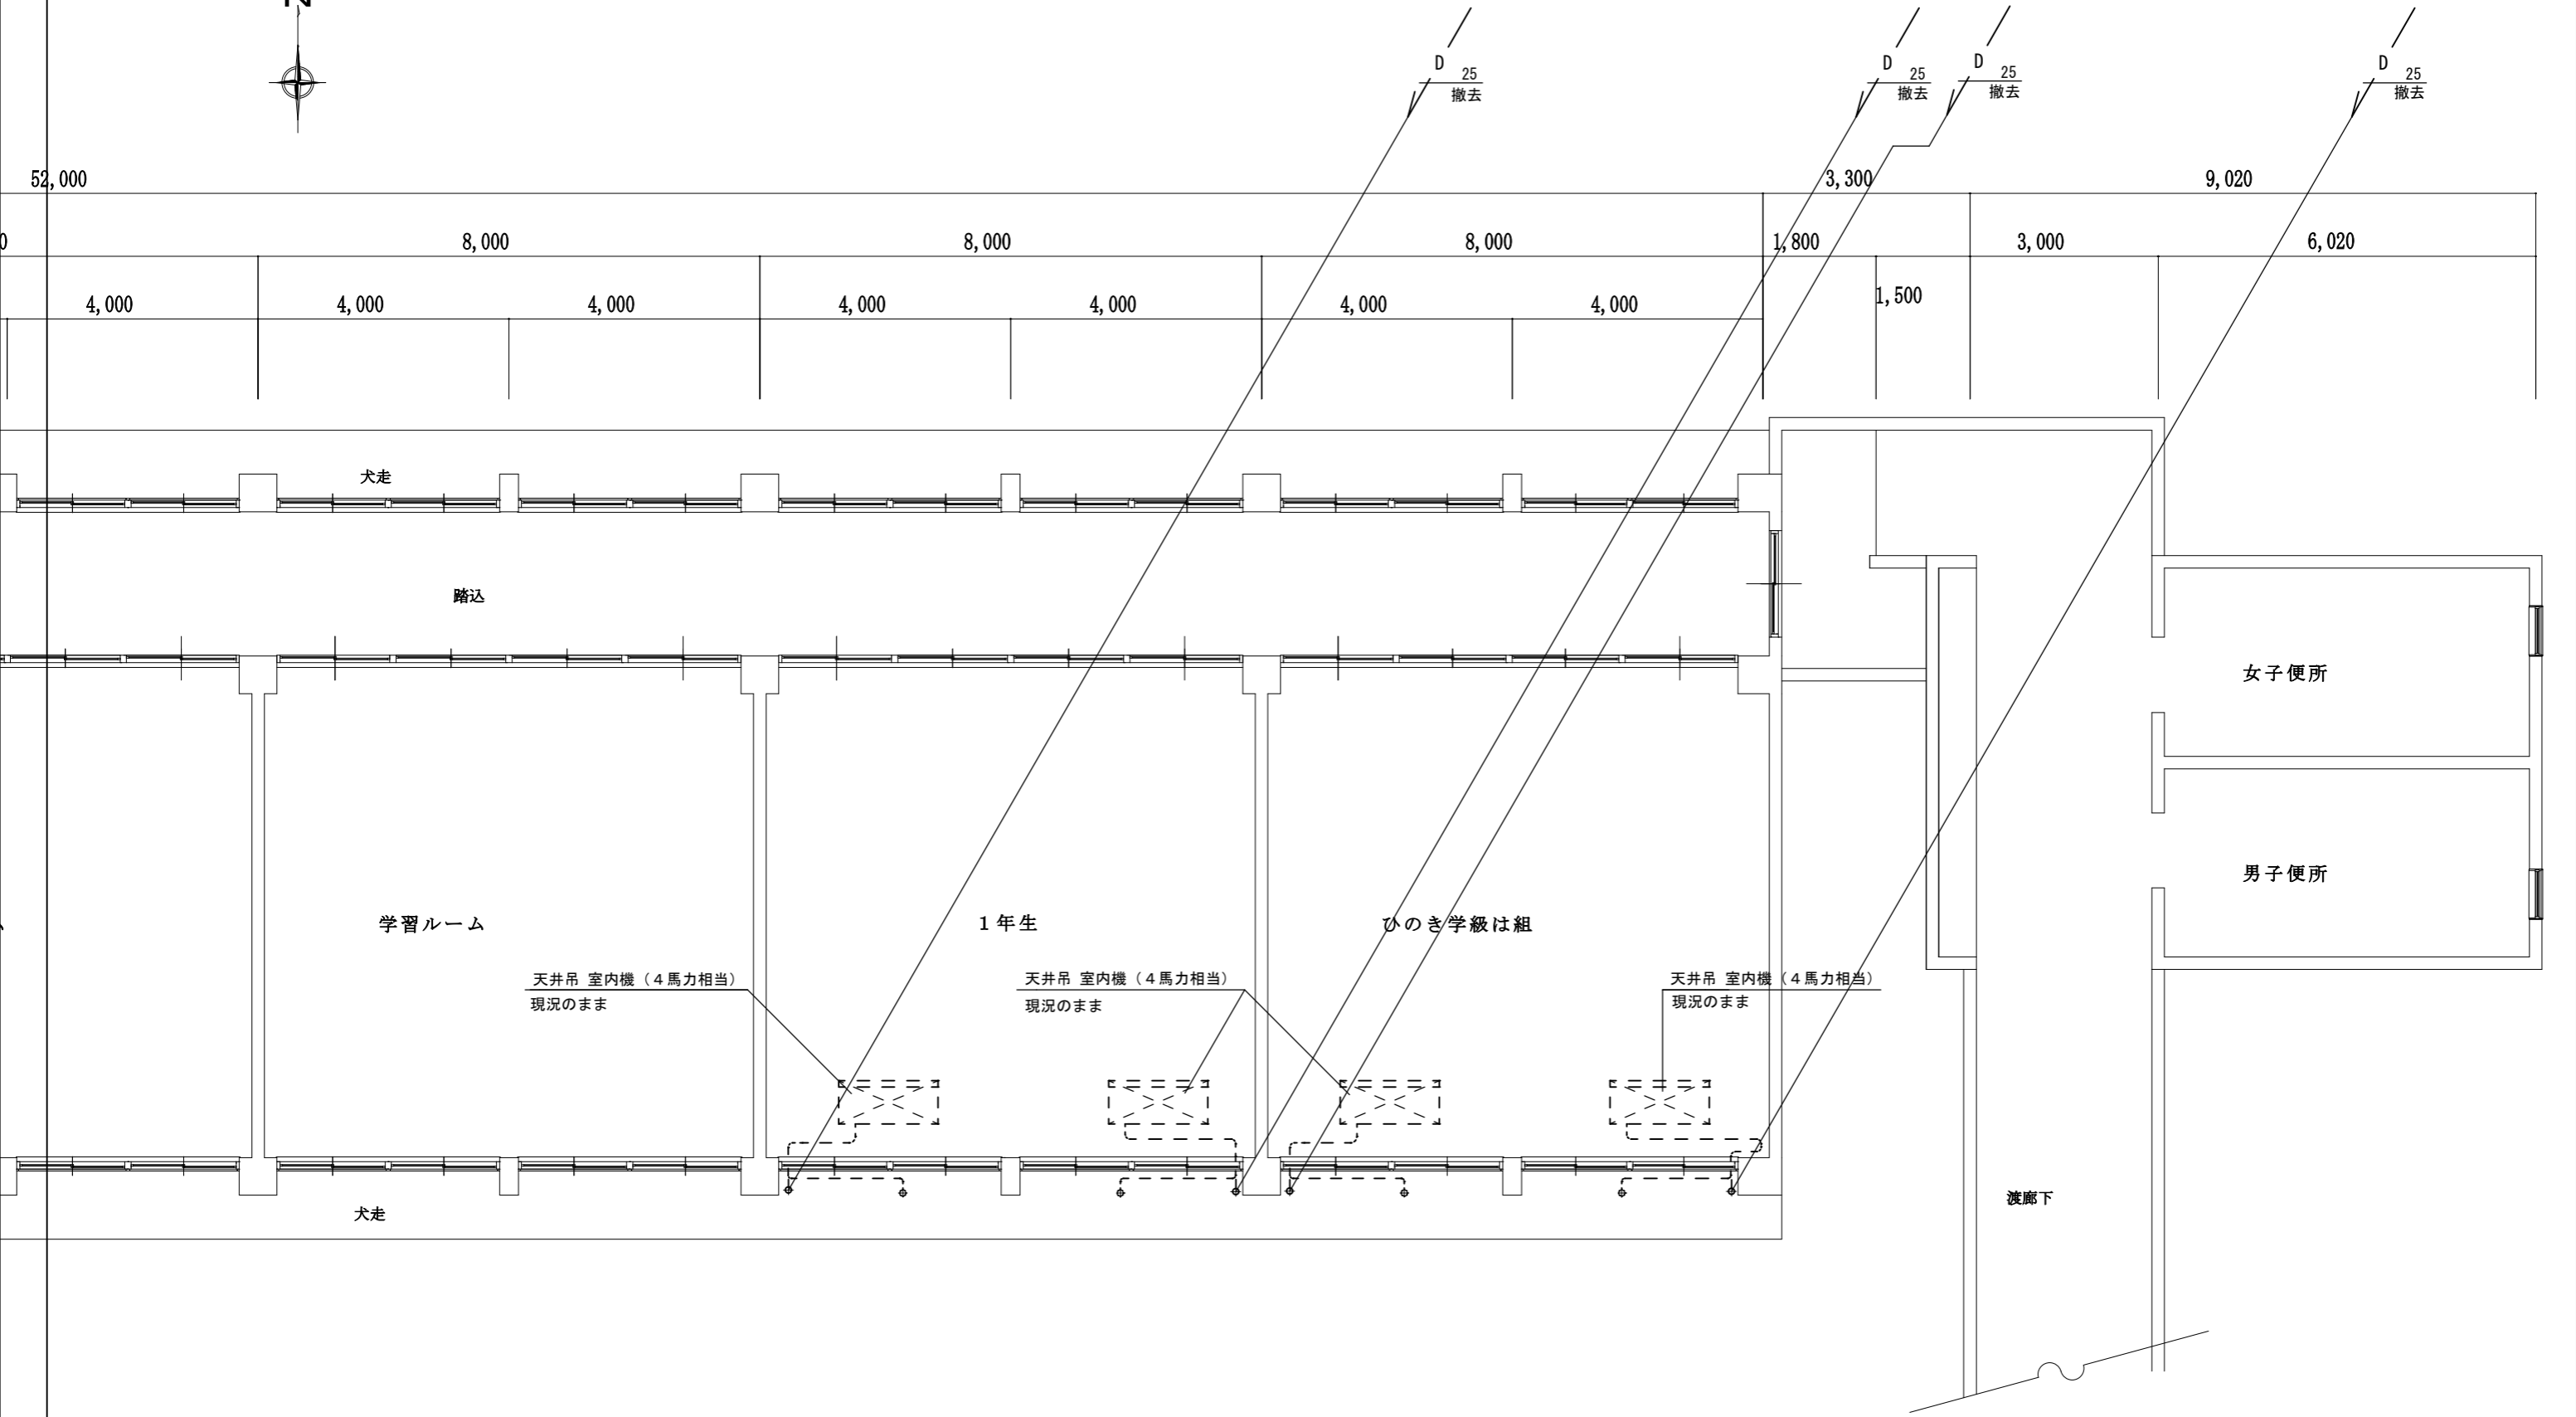 D 25
撤去
D 25
撤去
D 25
撤去
D 25
撤去
52,000
3,300
9,020
0
8,000
8,000
8,000
1,800
3,000
6,020
4,000
4,000
4,000
4,000
4,000
4,000
4,000
1,500
犬走
踏込
女子便所
男子便所
学習ルーム
1年生
ひのき学級は組
天井吊 室内機（4馬力相当）
現況のまま
天井吊 室内機（4馬力相当）
現況のまま
天井吊 室内機（4馬力相当）
現況のまま
渡廊下
犬走